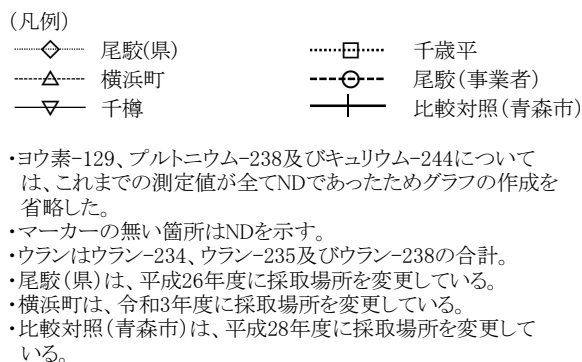 (凡例)
尾駮(県) 千歳平
横浜町 尾駮(事業者)
千樽 比較対照(青森市)
・ヨウ素-129、プルトニウム-238及びキュリウム-244について
は、これまでの測定値が全てNDであったためグラフの作成を
省略した。
・マーカーの無い箇所はNDを示す。
・ウランはウラン-234、ウラン-235及びウラン-238の合計。
・尾駮(県)は、平成26年度に採取場所を変更している。
・横浜町は、令和3年度に採取場所を変更している。
・比較対照(青森市)は、平成28年度に採取場所を変更して
いる。